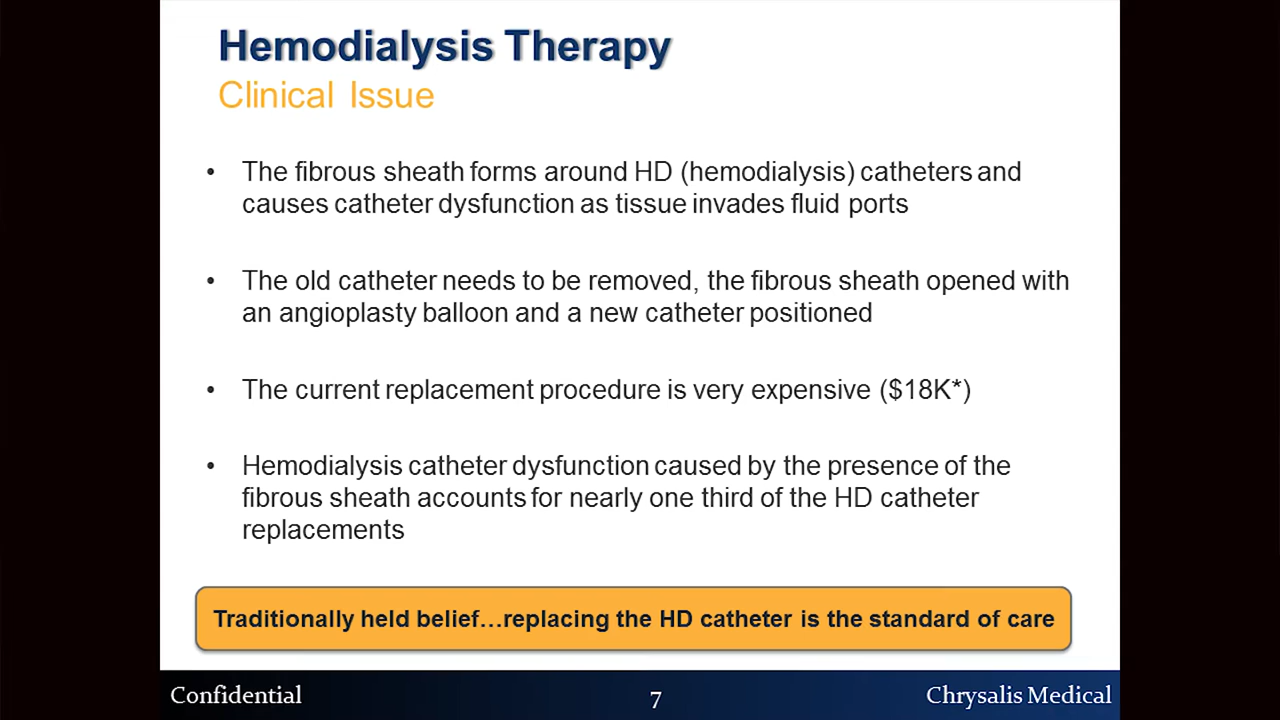 Hemodialysis Therapy
Clinical Issue
• The fibrous sheath forms around HD (hemodialysis) catheters and
causes catheter dysfunction as tissue invades fluid ports
• The old catheter needs to be removed, the fibrous sheath opened with
an angioplasty balloon and a new catheter positioned
• The current replacement procedure is very expensive ($18K*)
• Hemodialysis catheter dysfunction caused by the presence of the
fibrous sheath accounts for nearly one third of the HD catheter
replacements
Traditionally held belief…replacing the HD catheter is the standard of care
Confidential
7
Chrysalis Medical